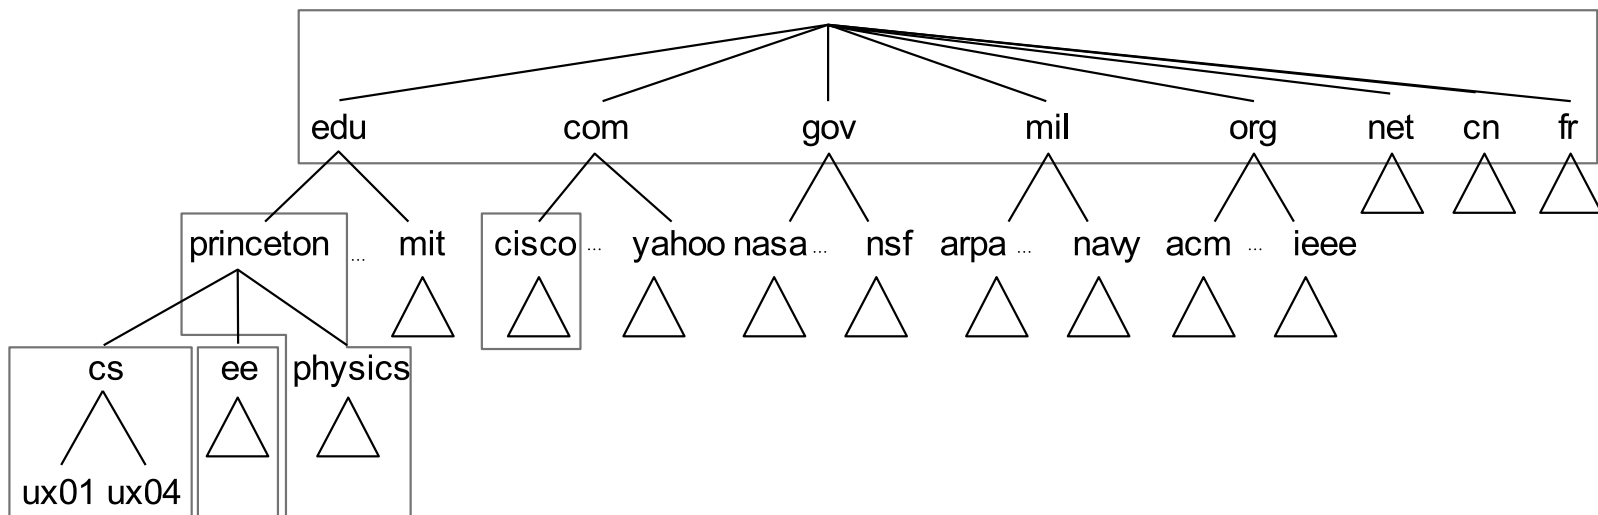 edu com gov mil org net cn fr
princeton ... mit cisco ... yahoo nasa ... nsf arpa ... navy acm ... ieee
cs ee physics
ux01 ux04